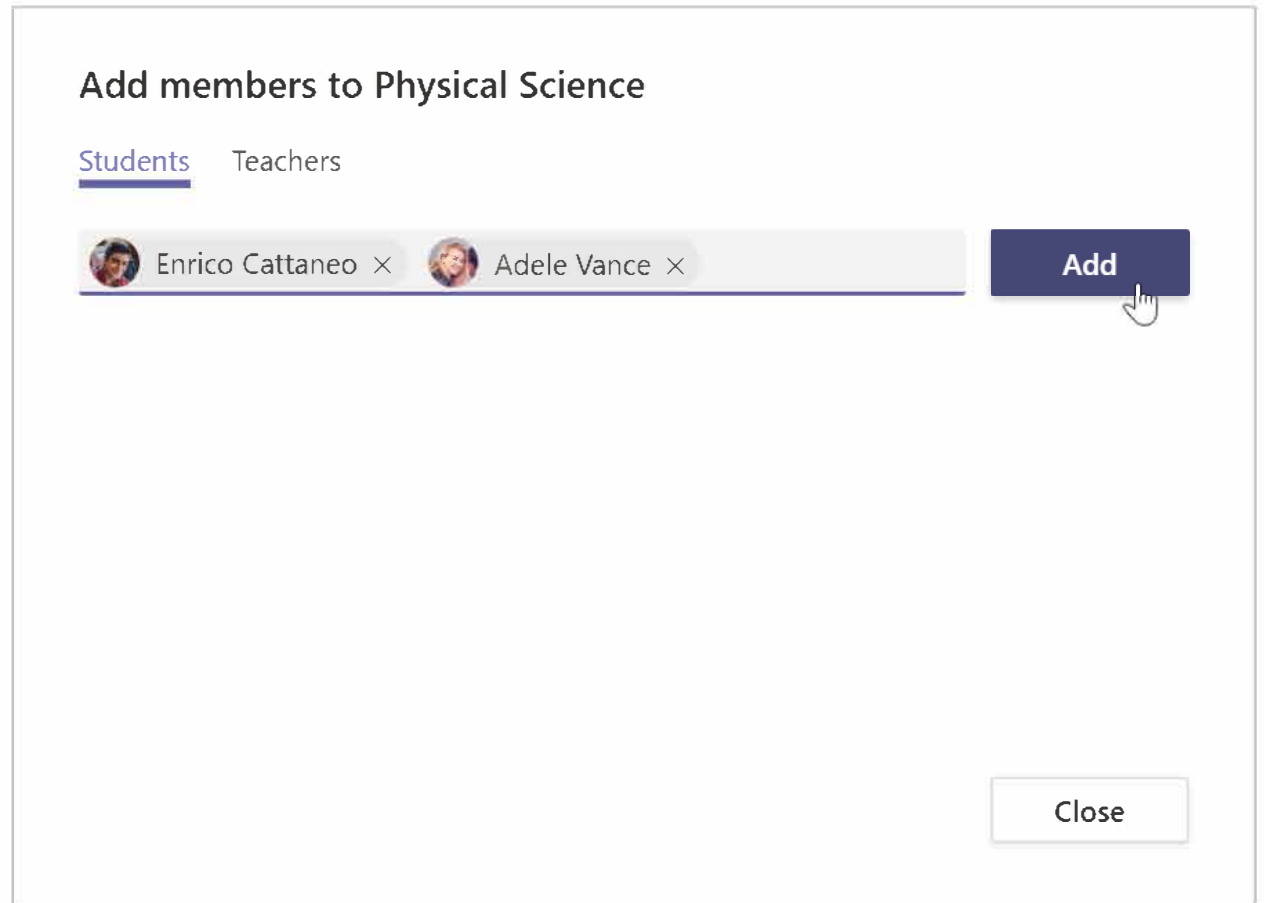 Add members to Physical Science
Students Teachers
Enrico Cattaneo × Adele Vance × Add
Close